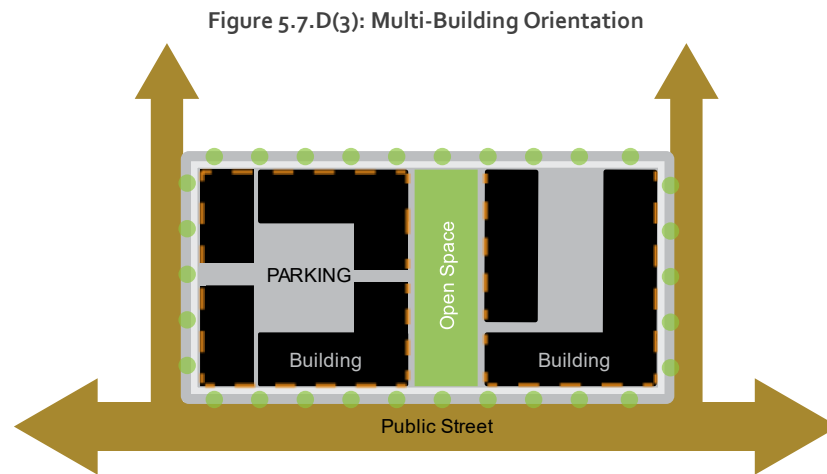 Figure 5.7.D(3): Multi-Building Orientation
PARKING
Open Space
Building
Building
Public Street